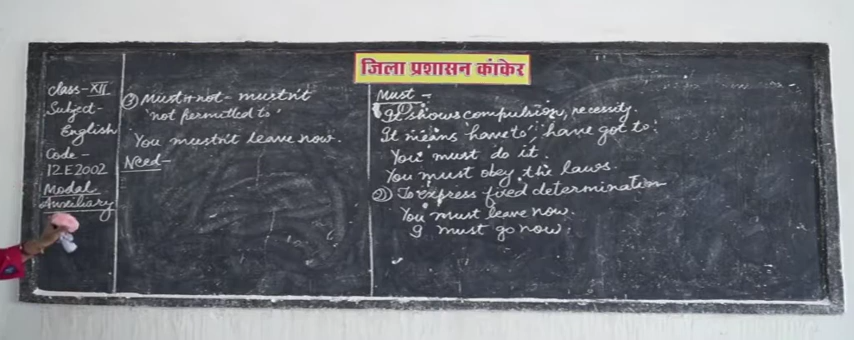 जिला प्रशासन कांकेर
Class-XII
Subject-
English
Code-
12E2002
Modal
Auxiliary
Must -
1) It shows compulsion, necessity.
It means 'have to', 'have got to'.
You must do it.
You must obey the laws.
2) To express fixed determination
You must leave now.
I must go now.
③ Must + not - mustn't
'not permitted to'
You mustn't leave now.
Need-